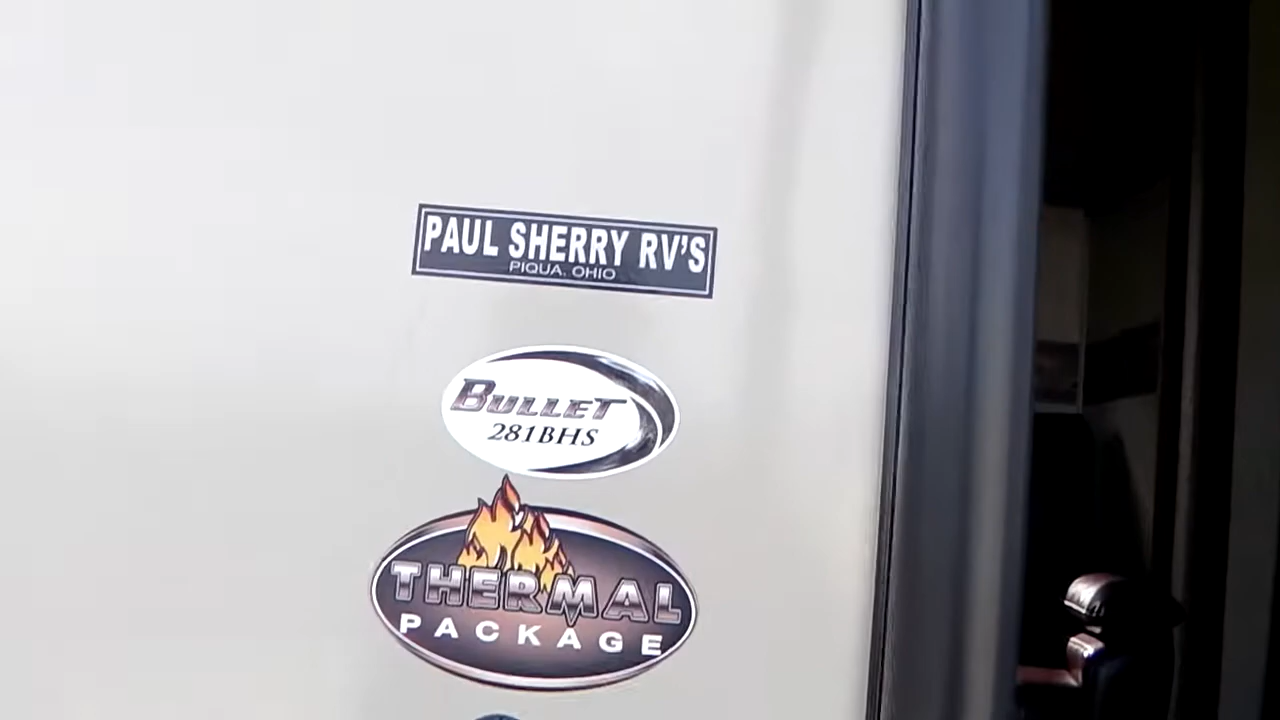 PAUL SHERRY RV'S
PIQUA, OHIO
BULLET
281BHS
THERMAL
PACKAGE